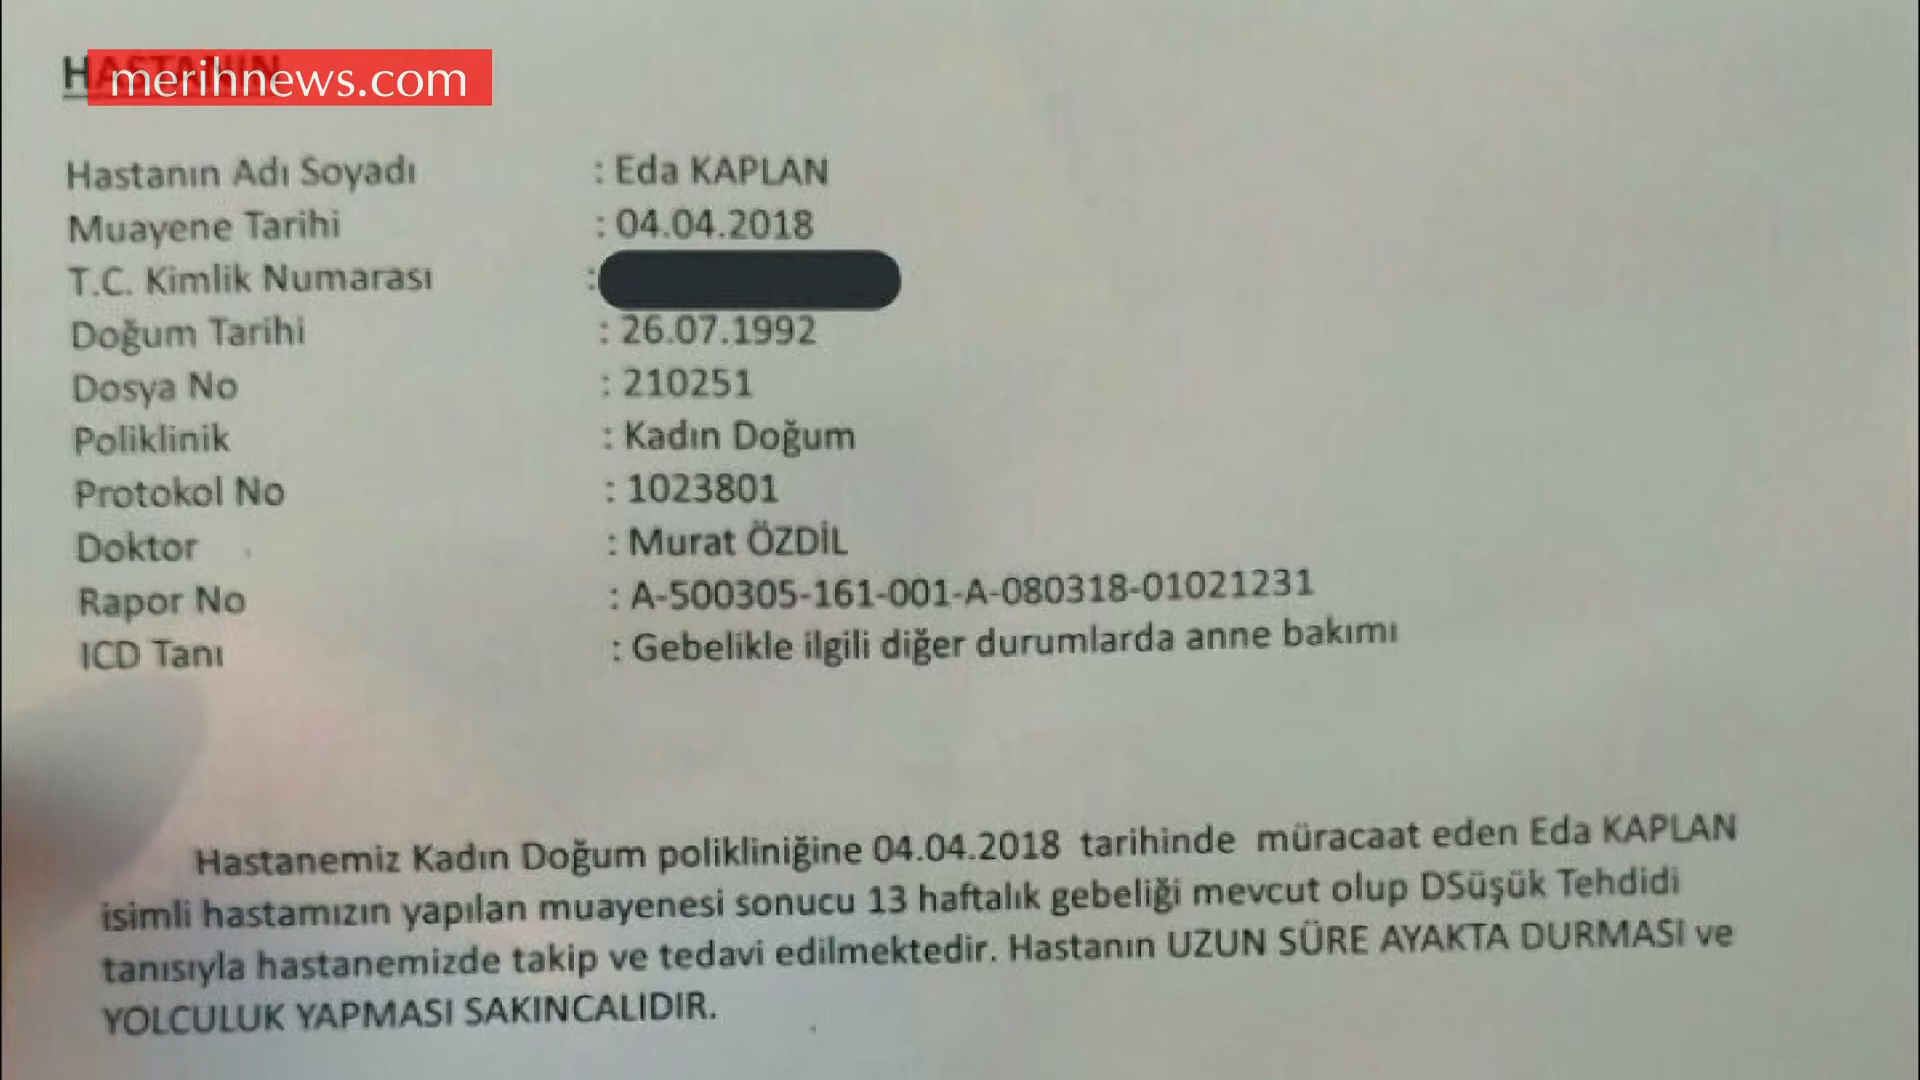 HASTANIN
merihnews.com
Hastanın Adı Soyadı : Eda KAPLAN
Muayene Tarihi : 04.04.2018
T.C. Kimlik Numarası :
Doğum Tarihi : 26.07.1992
Dosya No : 210251
Poliklinik : Kadın Doğum
Protokol No : 1023801
Doktor : Murat ÖZDİL
Rapor No : A-500305-161-001-A-080318-01021231
ICD Tanı : Gebelikle ilgili diğer durumlarda anne bakımı
Hastanemiz Kadın Doğum polikliniğine 04.04.2018 tarihinde müracaat eden Eda KAPLAN
isimli hastamızın yapılan muayenesi sonucu 13 haftalık gebeliği mevcut olup DSüşük Tehdidi
tanısıyla hastanemizde takip ve tedavi edilmektedir. Hastanın UZUN SÜRE AYAKTA DURMASI ve
YOLCULUK YAPMASI SAKINCALIDIR.